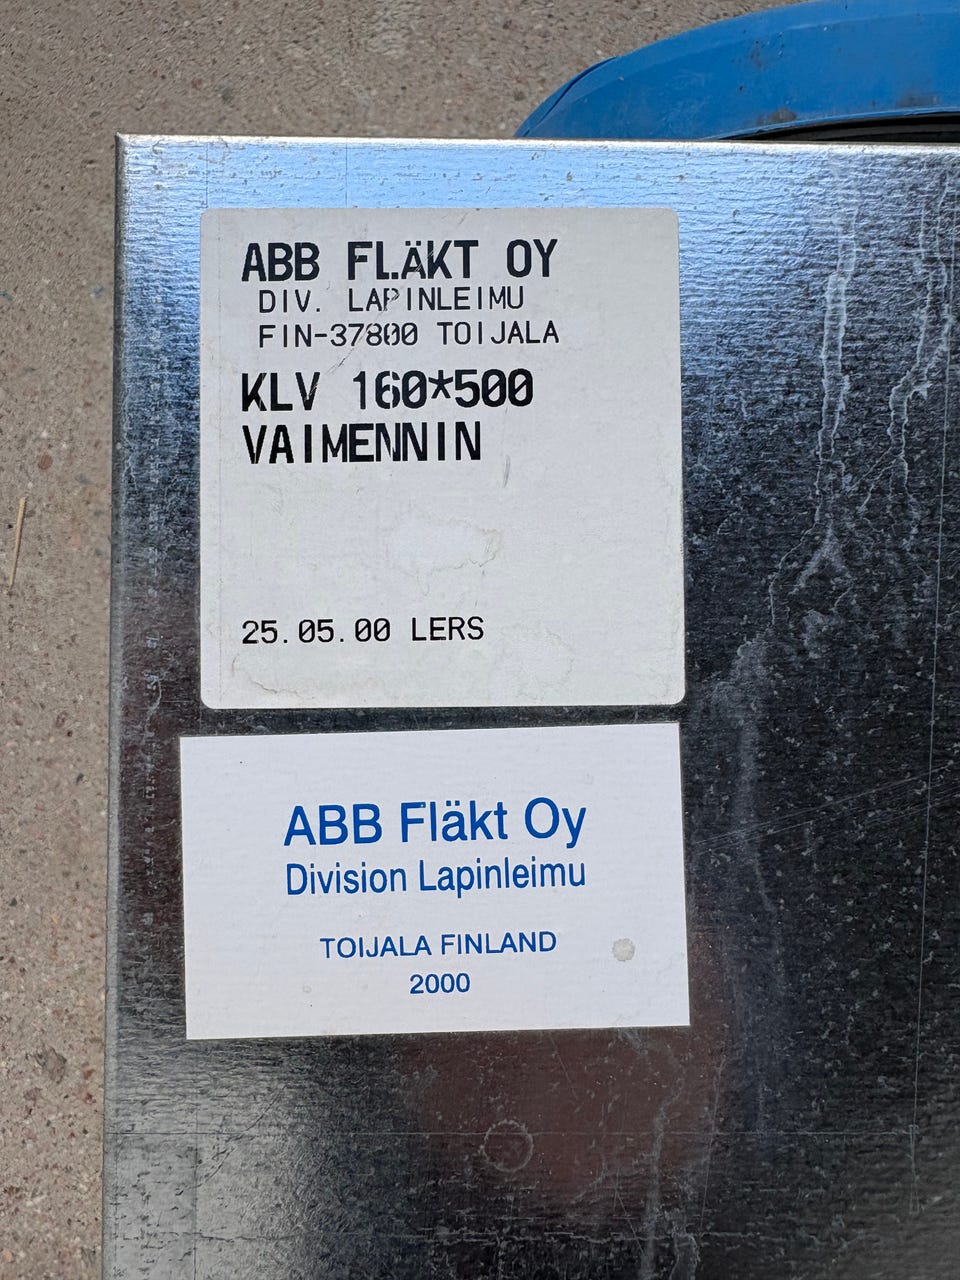 ABB FLÄKT OY
DIV. LAPINLEIMU
FIN-37800 TOIJALA
KLV 160*500
VAIMENNIN
25.05.00 LERS
ABB Fläkt Oy
Division Lapinleimu
TOIJALA FINLAND
2000